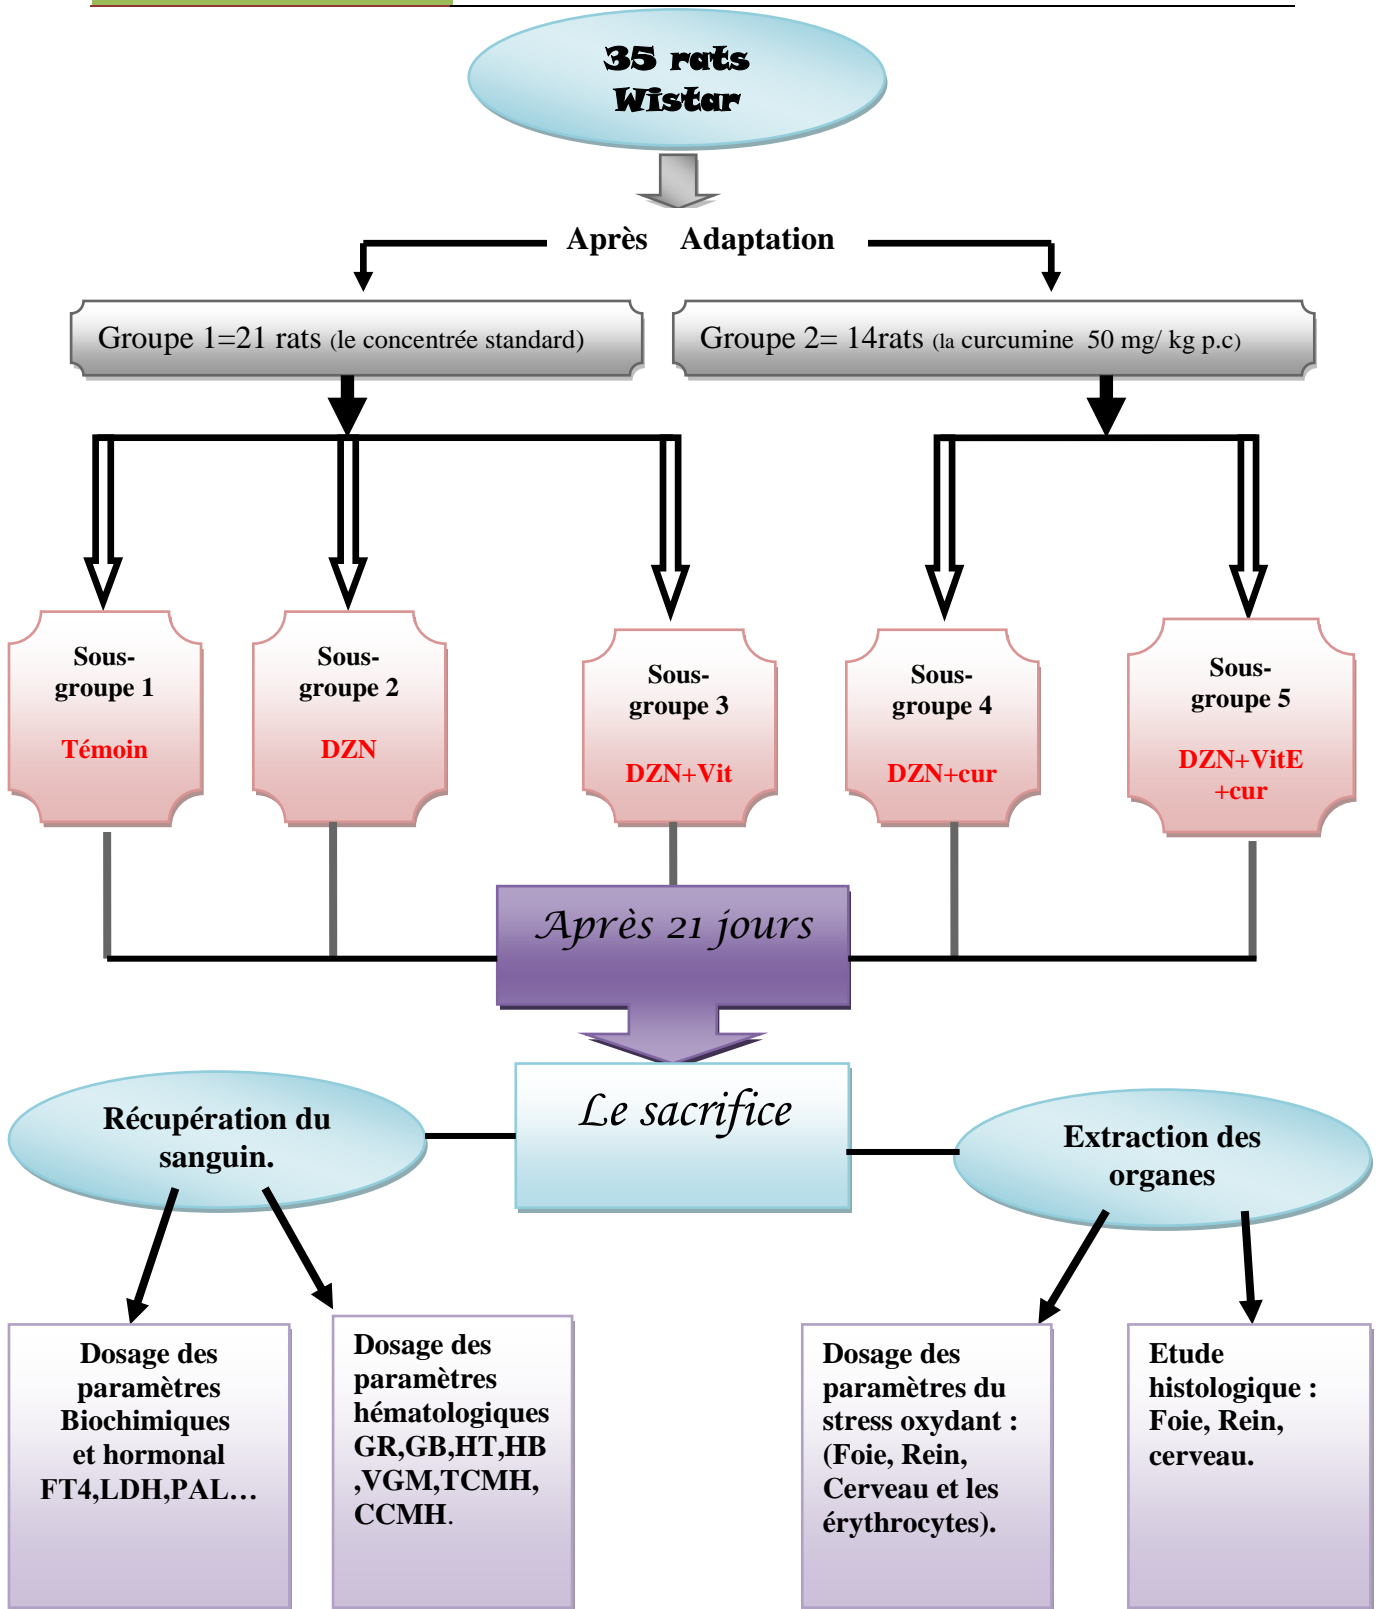 35 rats
Wistar
Après Adaptation
Groupe 1=21 rats (le concentrée standard)
Groupe 2= 14rats (la curcumine 50 mg/ kg p.c)
Sous-
groupe 1
Témoin
Sous-
groupe 2
DZN
Sous-
groupe 3
DZN+Vit
Sous-
groupe 4
DZN+cur
Sous-
groupe 5
DZN+VitE
+cur
Après 21 jours
Le sacrifice
Récupération du
sanguin.
Extraction des
organes
Dosage des
paramètres
Biochimiques
et hormonal
FT4,LDH,PAL…
Dosage des
paramètres
hématologiques
GR,GB,HT,HB
,VGM,TCMH,
CCMH.
Dosage des
paramètres du
stress oxydant :
(Foie, Rein,
Cerveau et les
érythrocytes).
Etude
histologique :
Foie, Rein,
cerveau.